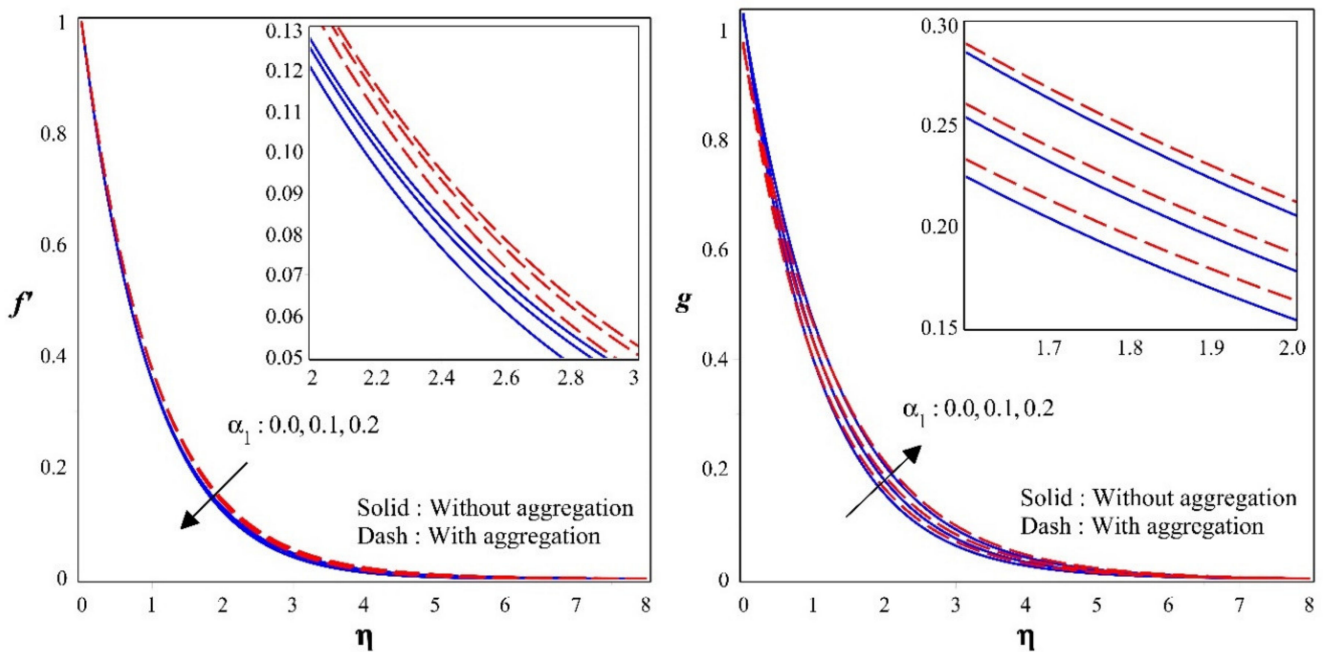 1
0.8
0.6
f'
0.4
0.2
0
0 1 2 3 4 5 6 7 8
η
0.13
0.12
0.11
0.10
0.09
0.08
0.07
0.06
0.05
2 2.2 2.4 2.6 2.8 3
α1 : 0.0, 0.1, 0.2
Solid : Without aggregation
Dash : With aggregation
1
0.8
0.6
g
0.4
0.2
0
0 1 2 3 4 5 6 7 8
η
0.30
0.25
0.20
0.15
1.7 1.8 1.9 2.0
α1 : 0.0, 0.1, 0.2
Solid : Without aggregation
Dash : With aggregation